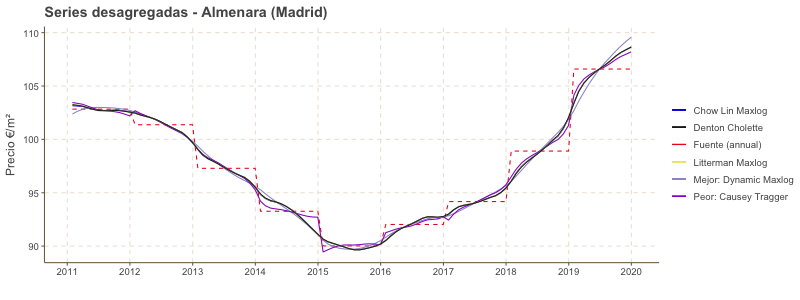 Series desagregadas - Almenara (Madrid)
Precio €/m²
110
105
100
95
90
2011 2012 2013 2014 2015 2016 2017 2018 2019 2020
Chow Lin Maxlog
Denton Cholette
Fuente (annual)
Litterman Maxlog
Mejor: Dynamic Maxlog
Peor: Causey Tragger